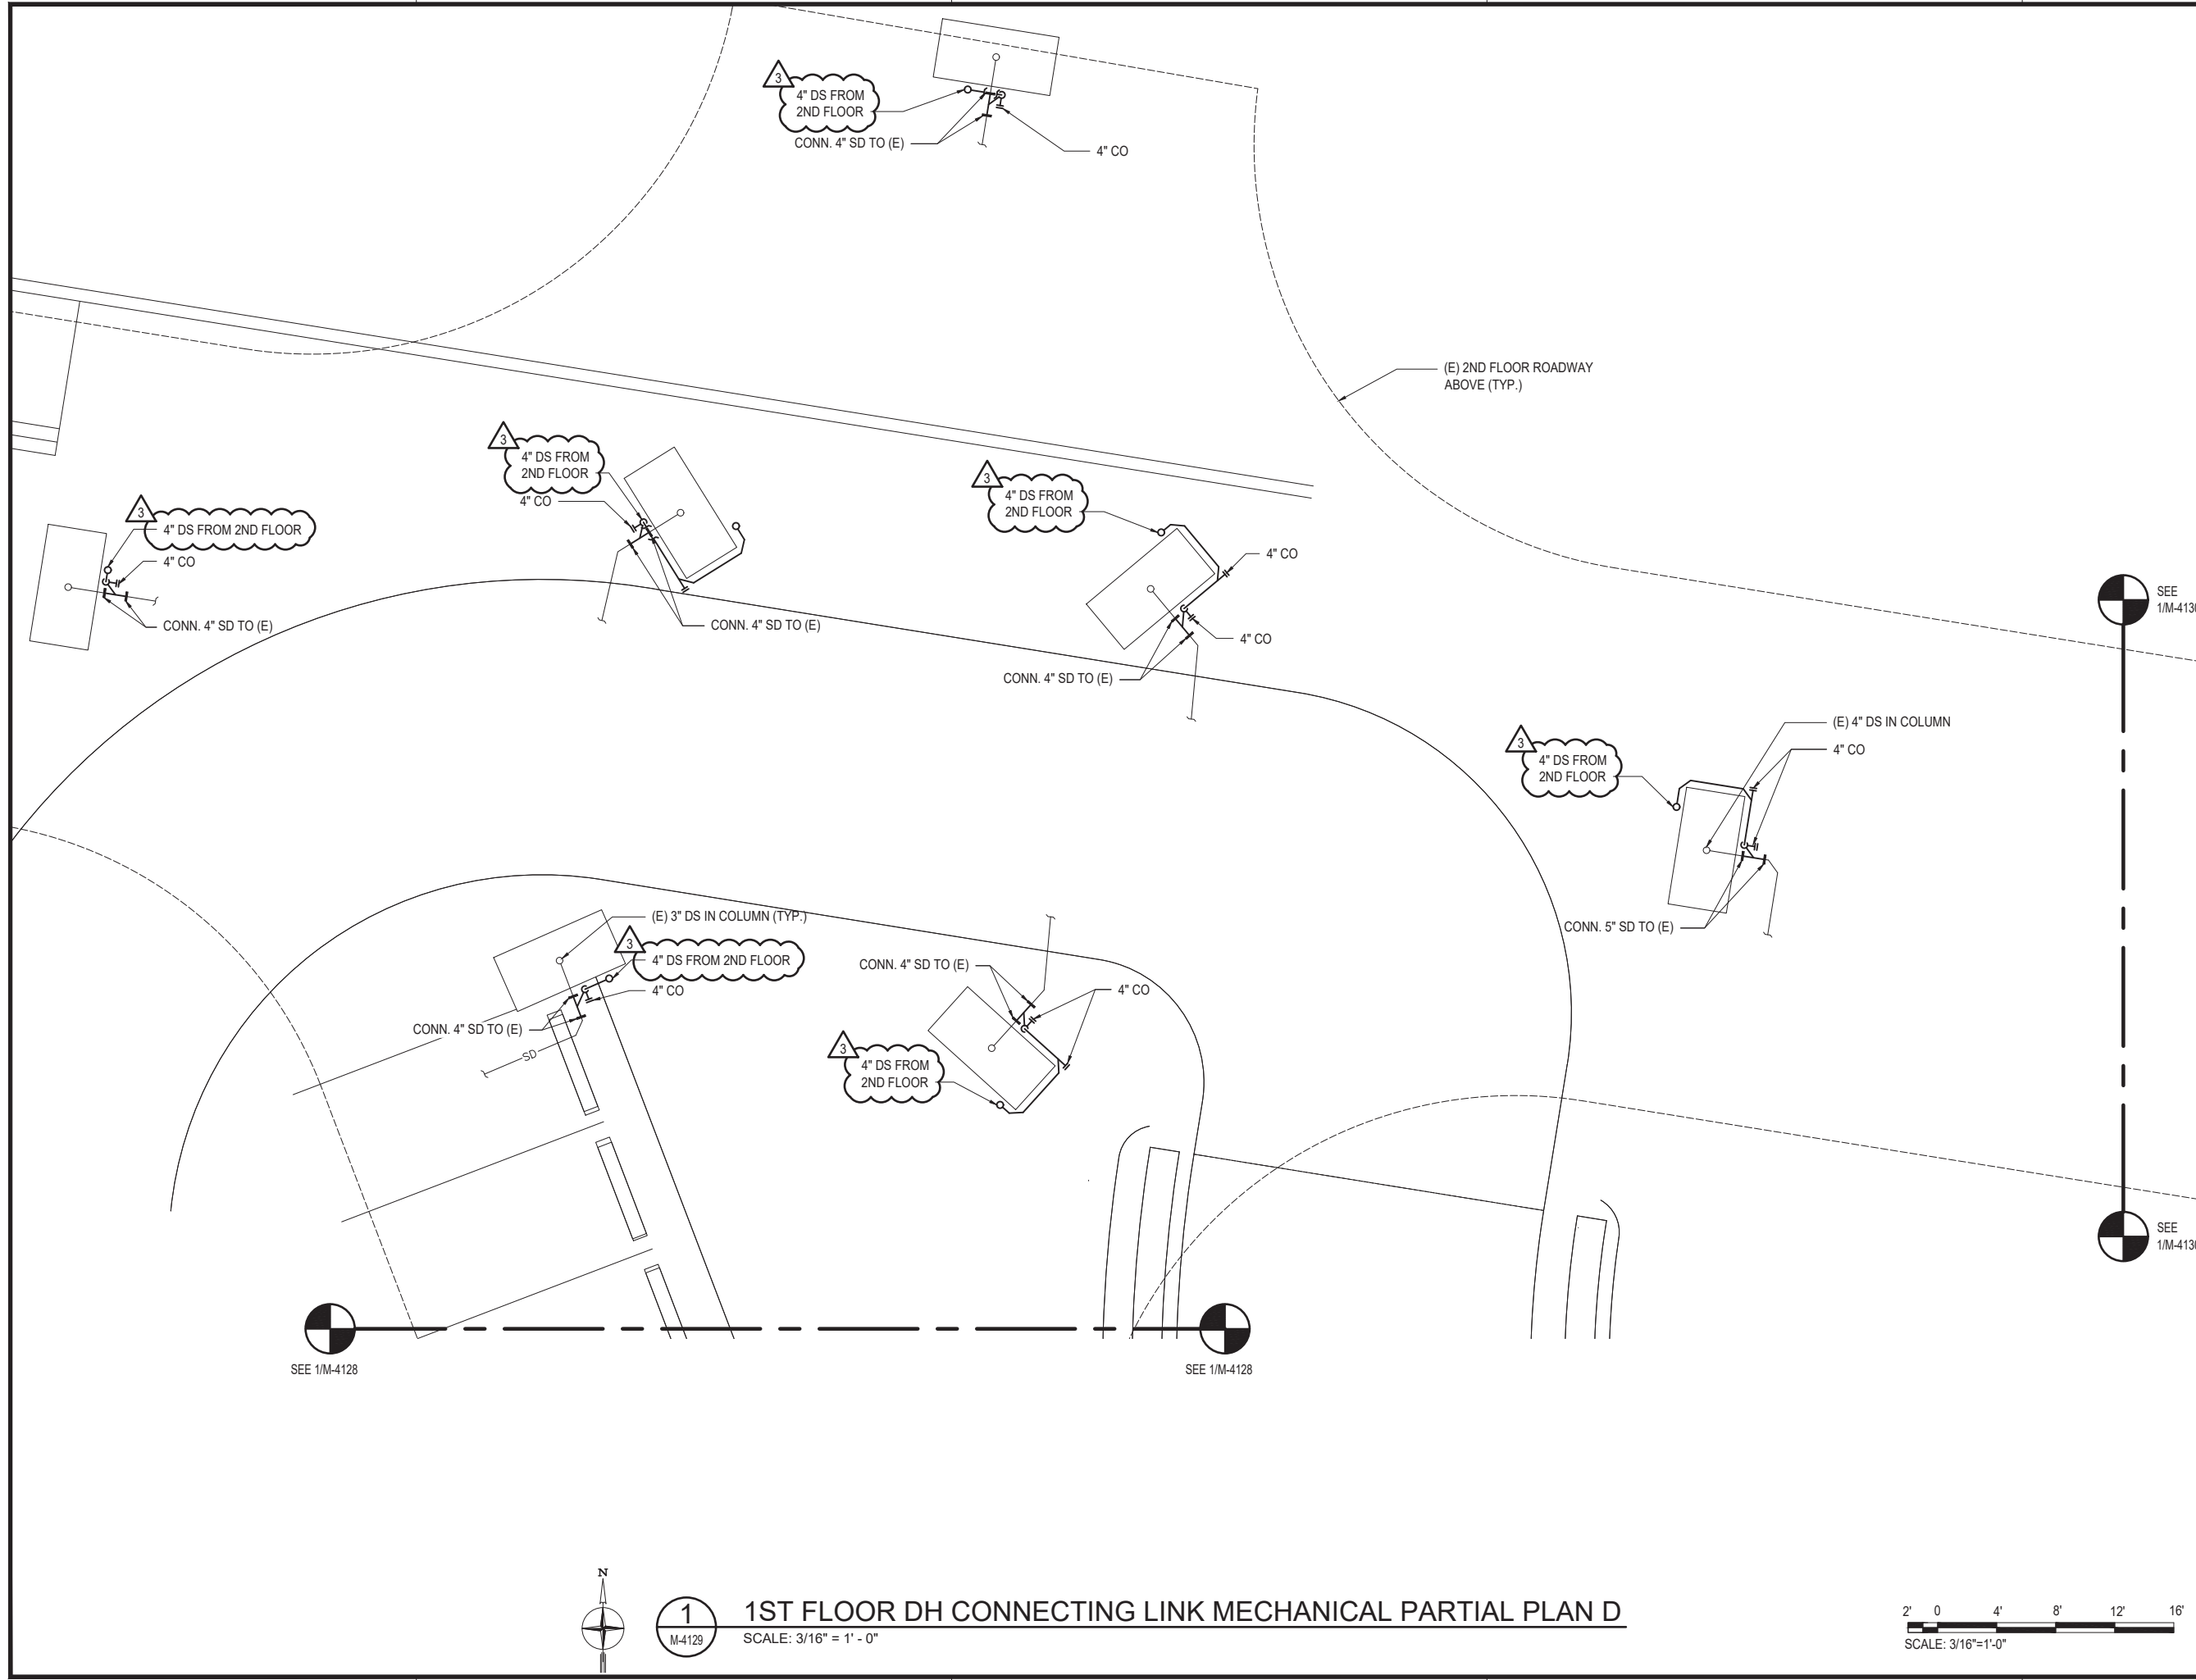 3
4" DS FROM
2ND FLOOR
CONN. 4" SD TO (E)
4" CO
(E) 2ND FLOOR ROADWAY
ABOVE (TYP.)
3
4" DS FROM
2ND FLOOR
4" CO
CONN. 4" SD TO (E)
3
4" DS FROM
2ND FLOOR
4" CO
4" CO
CONN. 4" SD TO (E)
3
4" DS FROM 2ND FLOOR
4" CO
CONN. 4" SD TO (E)
SEE
1/M-4130
(E) 4" DS IN COLUMN
4" CO
3
4" DS FROM
2ND FLOOR
CONN. 5" SD TO (E)
(E) 3" DS IN COLUMN (TYP.)
3
4" DS FROM 2ND FLOOR
4" CO
CONN. 4" SD TO (E)
SD
CONN. 4" SD TO (E)
4" CO
3
4" DS FROM
2ND FLOOR
SEE
1/M-4130
SEE 1/M-4128
SEE 1/M-4128
N
1
M-4129
1ST FLOOR DH CONNECTING LINK MECHANICAL PARTIAL PLAN D
SCALE: 3/16" = 1' - 0"
2' 0 4' 8' 12' 16'
SCALE: 3/16"=1'-0"